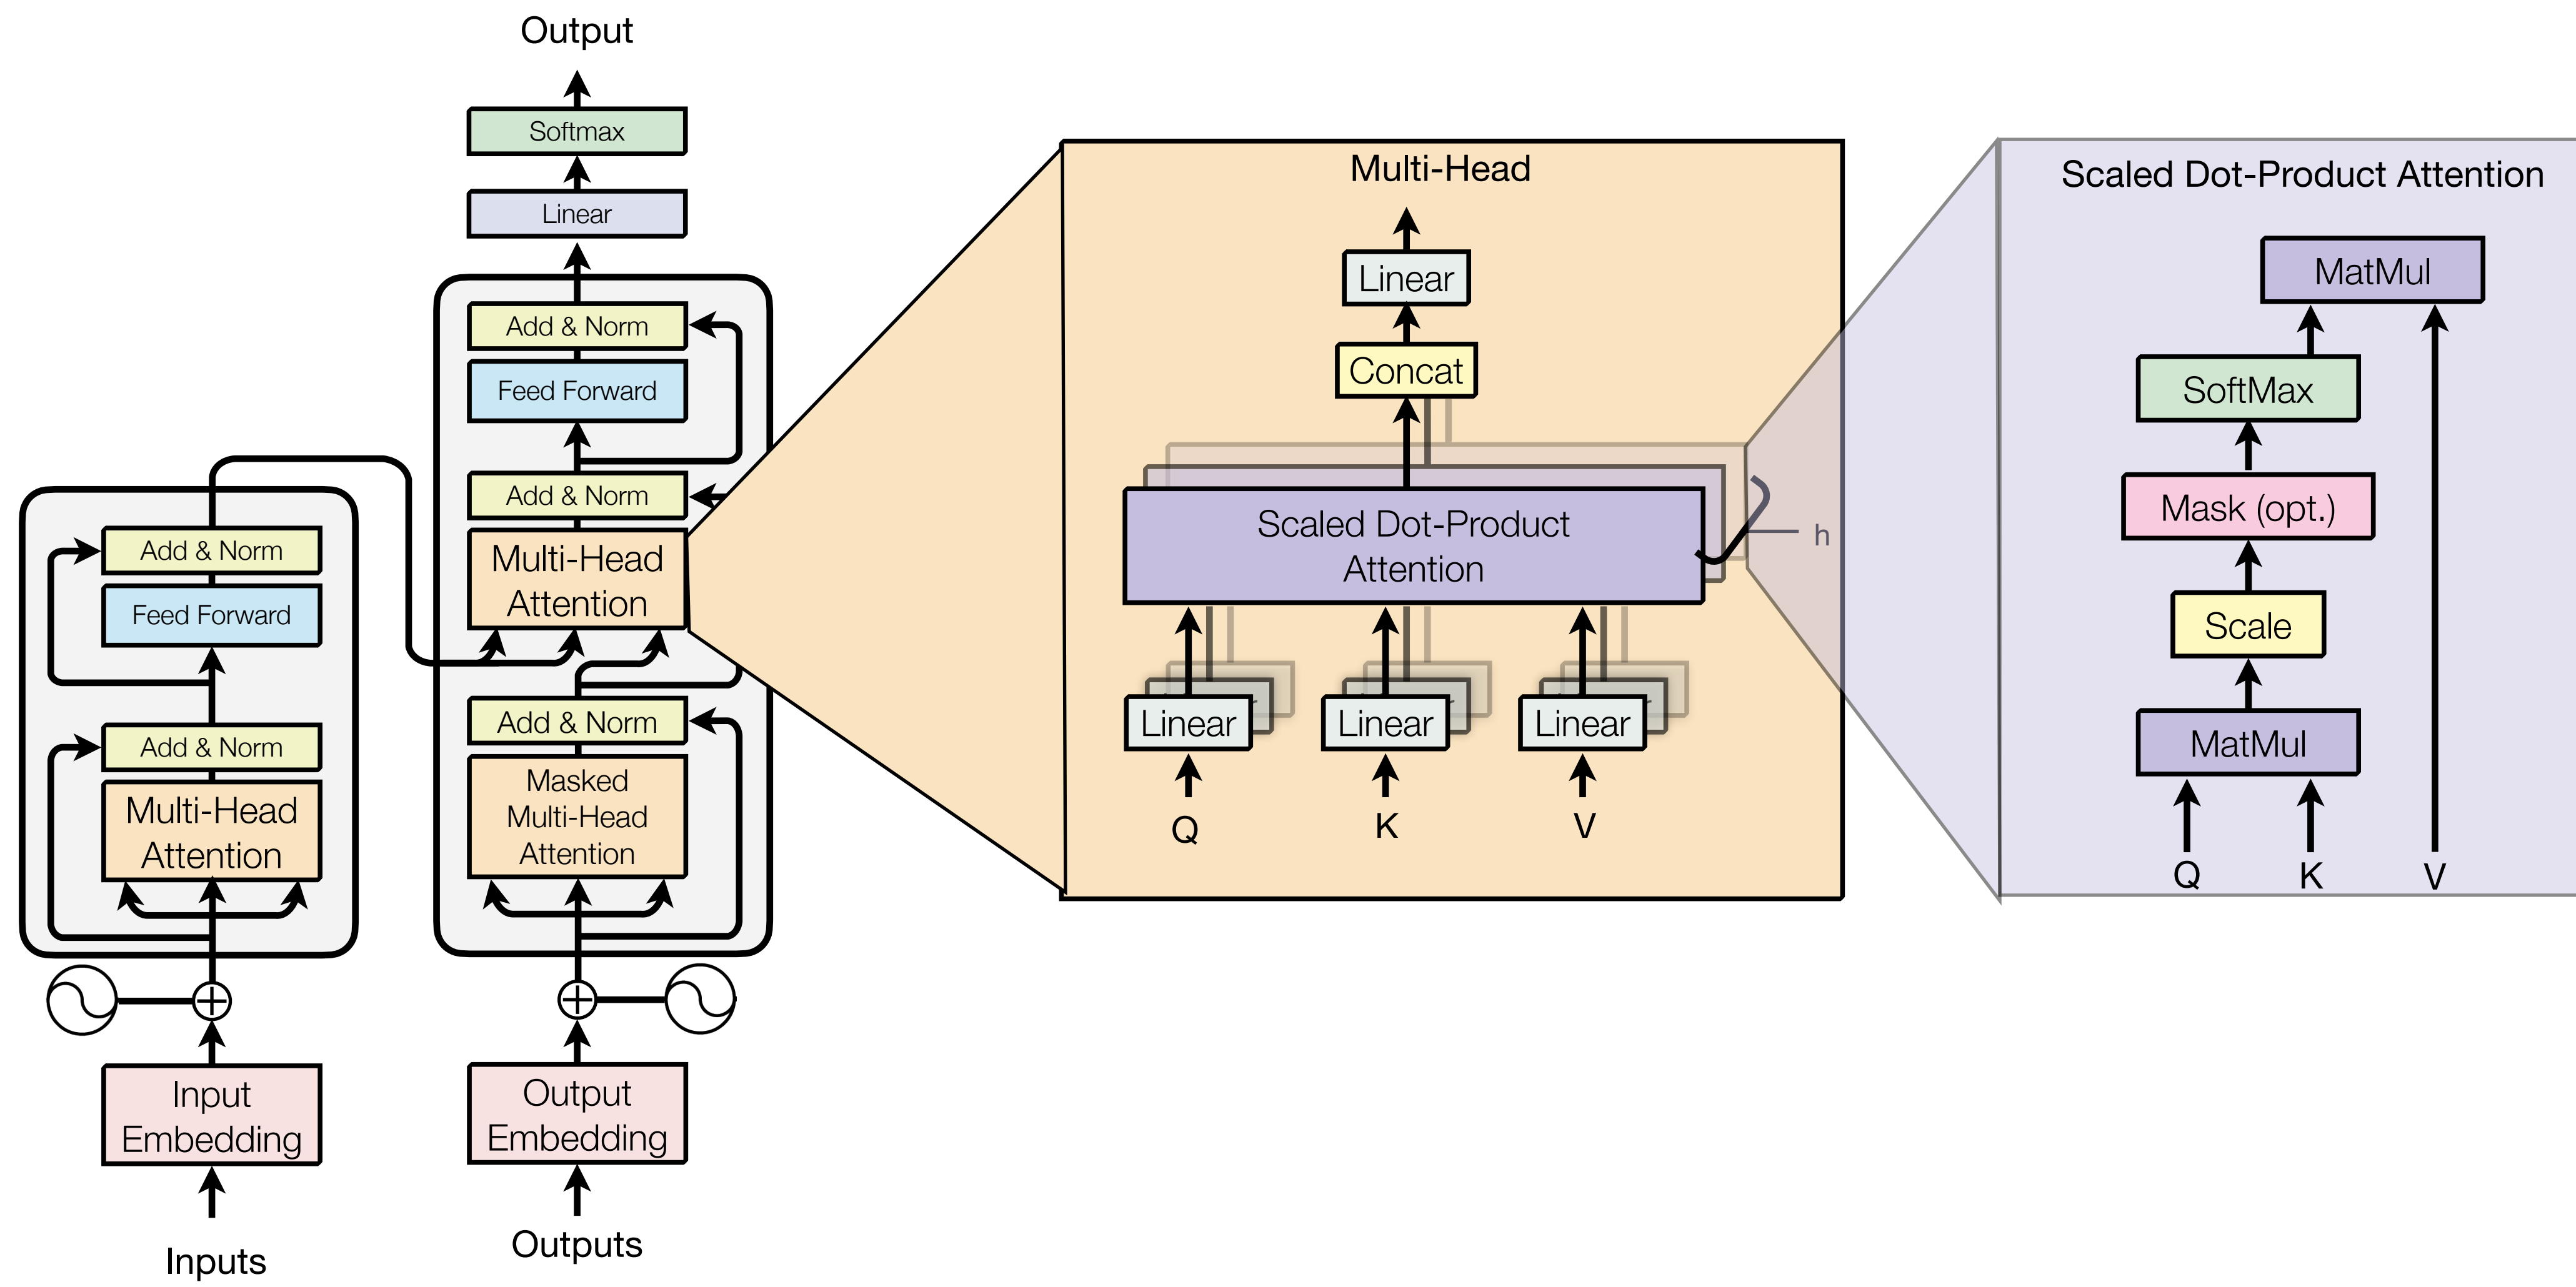 Output
Softmax
Linear
Add & Norm
Feed Forward
Add & Norm
Multi-Head
Attention
Add & Norm
Masked
Multi-Head
Attention
Output
Embedding
Outputs
Add & Norm
Feed Forward
Add & Norm
Multi-Head
Attention
Input
Embedding
Inputs
Multi-Head
Linear
Concat
Scaled Dot-Product
Attention
h
Linear Linear Linear
Q K V
Scaled Dot-Product Attention
MatMul
SoftMax
Mask (opt.)
Scale
MatMul
Q K V